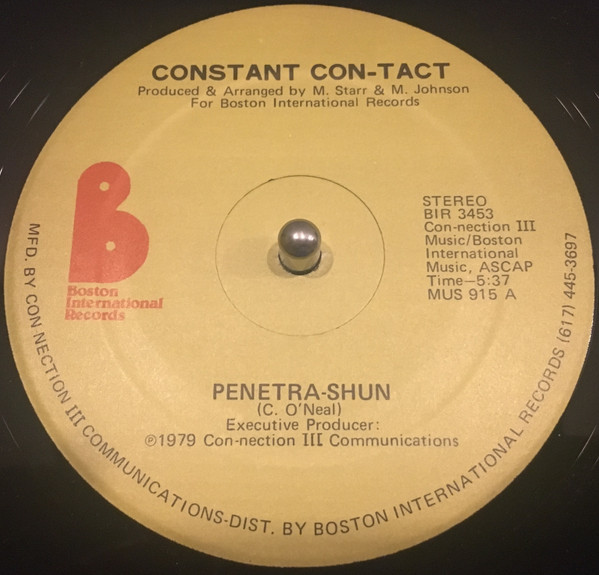 CONSTANT CON-TACT
Produced & Arranged by M. Starr & M. Johnson
For Boston International Records
B
Boston
International
Records
STEREO
BIR 3453
Con-nection III
Music/Boston
International
Music, ASCAP
Time—5:37
MUS 915 A
PENETRA-SHUN
(C. O'Neal)
Executive Producer:
℗1979 Con-nection III Communications
MFD. BY CON NECTION III COMMUNICATIONS-DIST. BY BOSTON INTERNATIONAL RECORDS (617) 445-3697